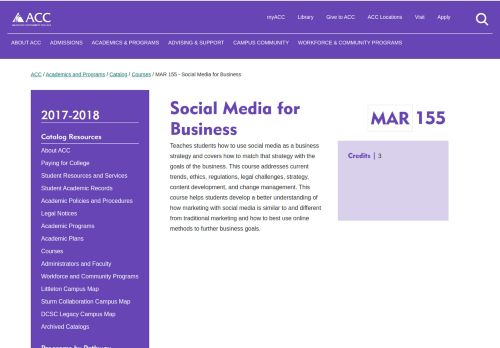 myACC Library Give to ACC ACC Locations Visit Apply
ACC
ABOUT ACC ADMISSIONS ACADEMICS & PROGRAMS ADVISING & SUPPORT CAMPUS COMMUNITY WORKFORCE & COMMUNITY PROGRAMS
ACC / Academics and Programs / Catalog / Courses / MAR 155 - Social Media for Business
2017-2018
Catalog Resources
About ACC
Paying for College
Student Resources and Services
Student Academic Records
Academic Policies and Procedures
Legal Notices
Academic Programs
Academic Plans
Courses
Administrators and Faculty
Workforce and Community Programs
Littleton Campus Map
Sturm Collaboration Campus Map
DCSC Legacy Campus Map
Archived Catalogs
Programs by Pathway
Social Media for
Business
Teaches students how to use social media as a business
strategy and covers how to match that strategy with the
goals of the business. This course addresses current
trends, ethics, regulations, legal challenges, strategy,
content development, and change management. This
course helps students develop a better understanding of
how marketing with social media is similar to and different
from traditional marketing and how to best use online
methods to further business goals.
MAR 155
Credits | 3